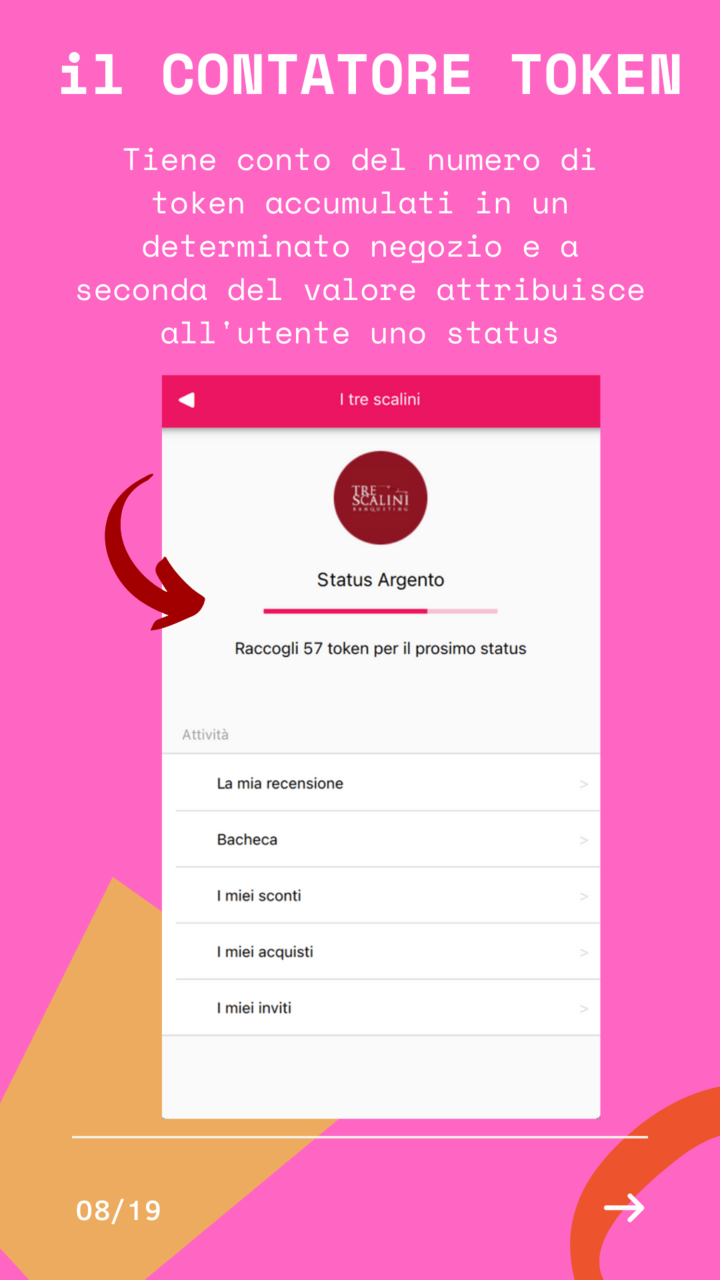 il CONTATORE TOKEN
Tiene conto del numero di
token accumulati in un
determinato negozio e a
seconda del valore attribuisce
all'utente uno status
I tre scalini
TRE
SCALINI
BANQUETING
Status Argento
Raccogli 57 token per il prosimo status
Attività
La mia recensione >
Bacheca >
I miei sconti >
I miei acquisti >
I miei inviti >
08/19